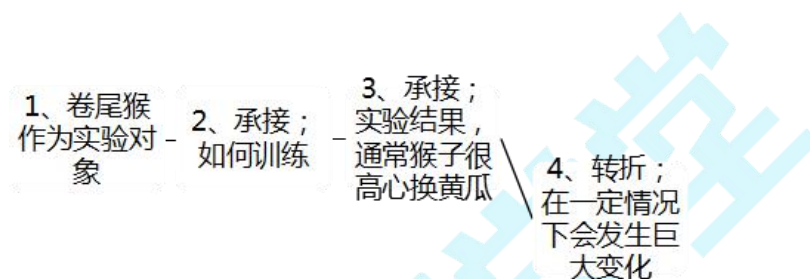 1、卷尾猴
作为实验对
象
2、承接；
如何训练
3、承接；
实验结果，
通常猴子很
高心换黄瓜
4、转折；
在一定情况
下会发生巨
大变化